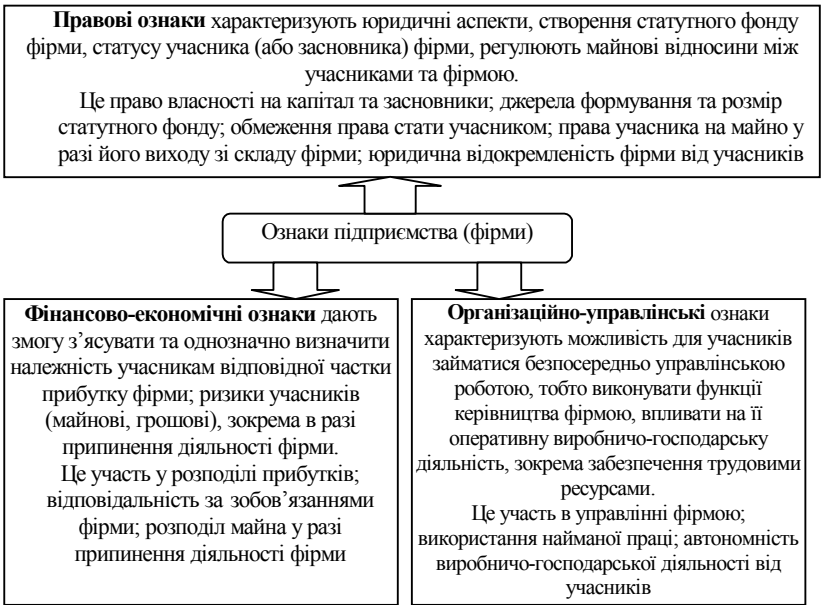 Правові ознаки характеризують юридичні аспекти, створення статутного фонду
фірми, статусу учасника (або засновника) фірми, регулюють майнові відносини між
учасниками та фірмою.
Це право власності на капітал та засновники; джерела формування та розмір
статутного фонду; обмеження права стати учасником; права учасника на майно у
разі його виходу зі складу фірми; юридична відокремленість фірми від учасників
Ознаки підприємства (фірми)
Фінансово-економічні ознаки дають
змогу з’ясувати та однозначно визначити
належність учасникам відповідної частки
прибутку фірми; ризики учасників
(майнові, грошові), зокрема в разі
припинення діяльності фірми.
Це участь у розподілі прибутків;
відповідальність за зобов’язаннями
фірми; розподіл майна у разі
припинення діяльності фірми
Організаційно-управлінські ознаки
характеризують можливість для учасників
займатися безпосередньо управлінською
роботою, тобто виконувати функції
керівництва фірмою, впливати на її
оперативну виробничо-господарську
діяльність, зокрема забезпечення трудовими
ресурсами.
Це участь в управлінні фірмою;
використання найманої праці; автономність
виробничо-господарської діяльності від
учасників